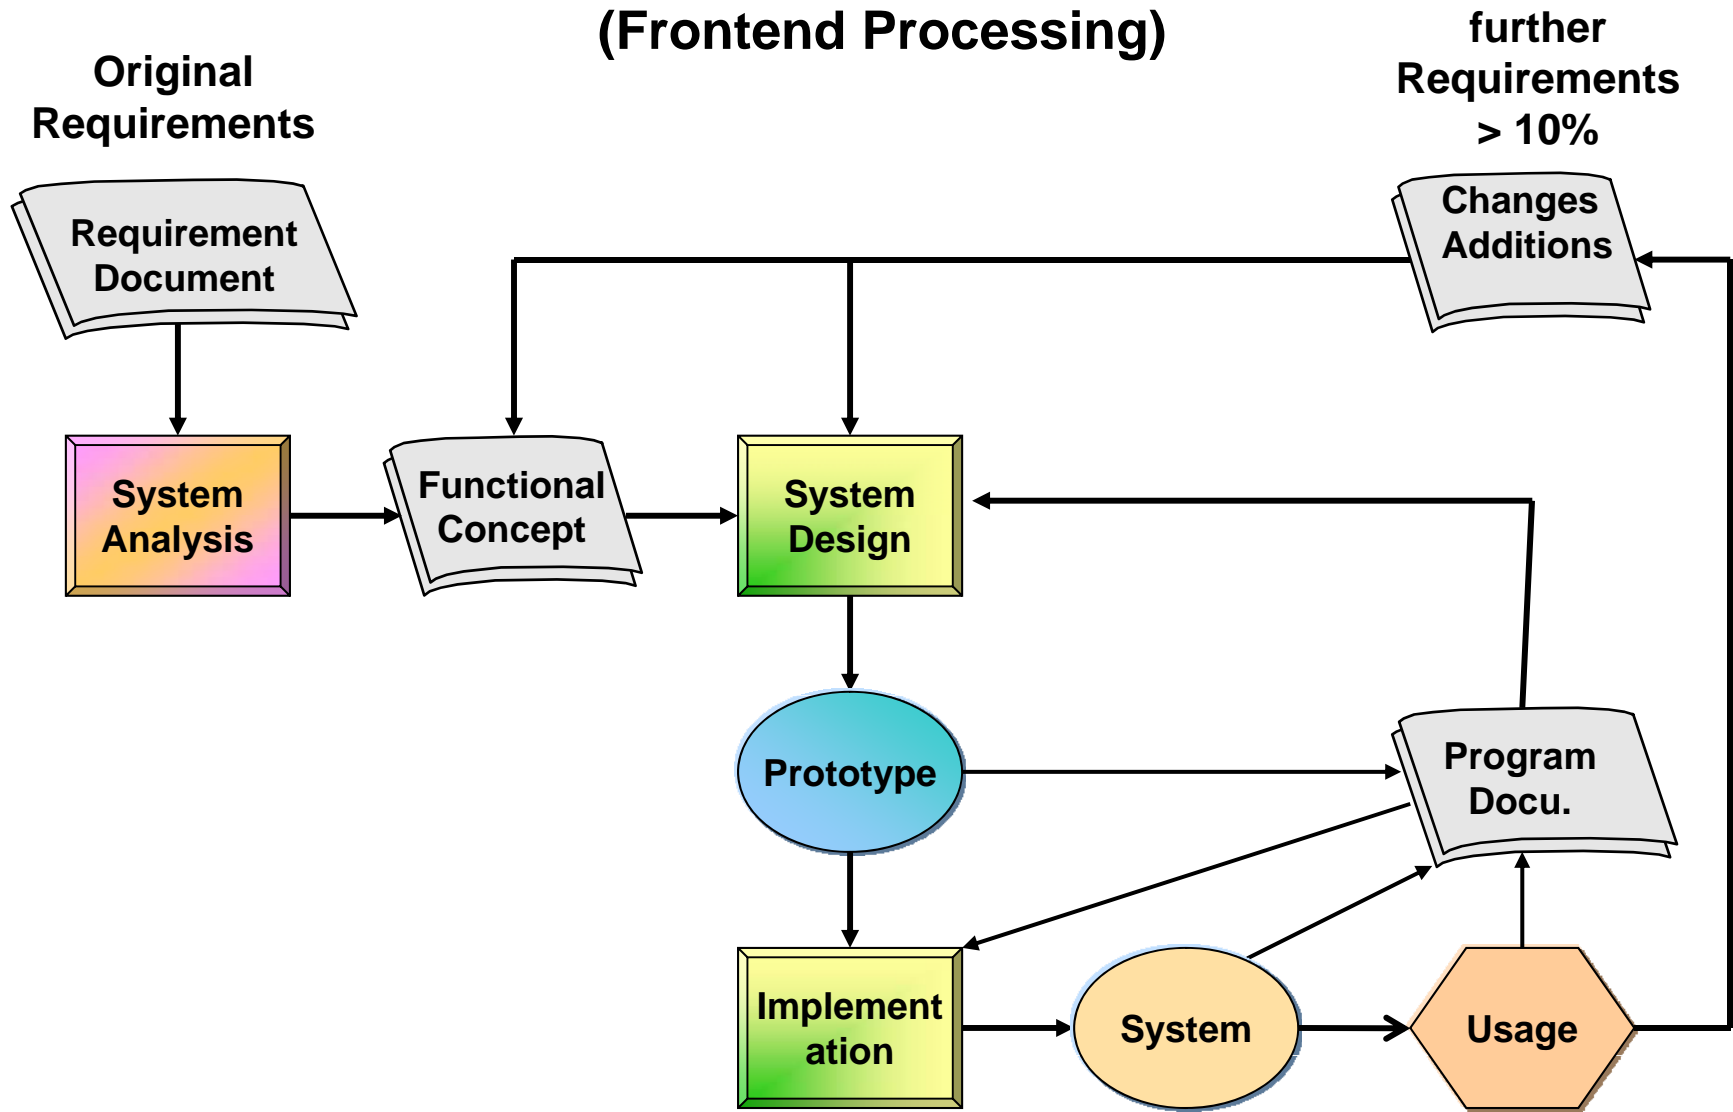 (Frontend Processing)
Original
Requirements
further
Requirements
> 10%
Requirement
Document
Changes
Additions
System
Analysis
Functional
Concept
System
Design
Prototype
Program
Docu.
Implement
ation
System
Usage